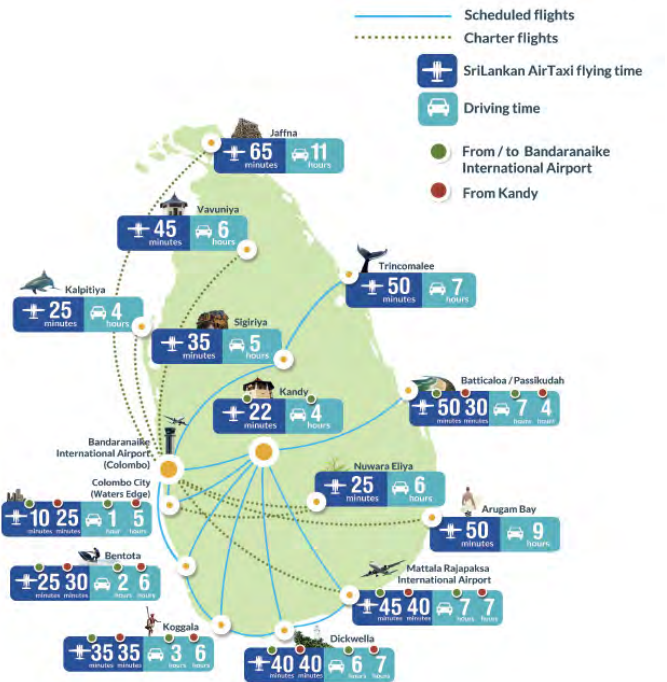 Scheduled flights
Charter flights
SriLankan AirTaxi flying time
Driving time
From / to Bandaranaike
International Airport
From Kandy
Jaffna
65 11
minutes hours
Vavuniya
45 6
minutes hours
Trincomalee
50 7
minutes hours
Kalpitiya
25 4
minutes hours
Sigiriya
35 5
minutes hours
Batticaloa / Passikudah
50 30 7 4
minutes minutes hours hours
Kandy
22 4
minutes hours
Bandaranaike
International Airport
(Colombo)
Colombo City
(Waters Edge)
10 25 1 5
minutes minutes hour hours
Nuwara Eliya
25 6
minutes hours
Arugam Bay
50 9
minutes hours
Bentota
25 30 2 6
minutes minutes hours hours
Mattala Rajapaksa
International Airport
45 40 7 7
minutes minutes hours hours
Koggala
35 35 3 6
minutes minutes hours hours
Dickwella
40 40 6 7
minutes minutes hours hours